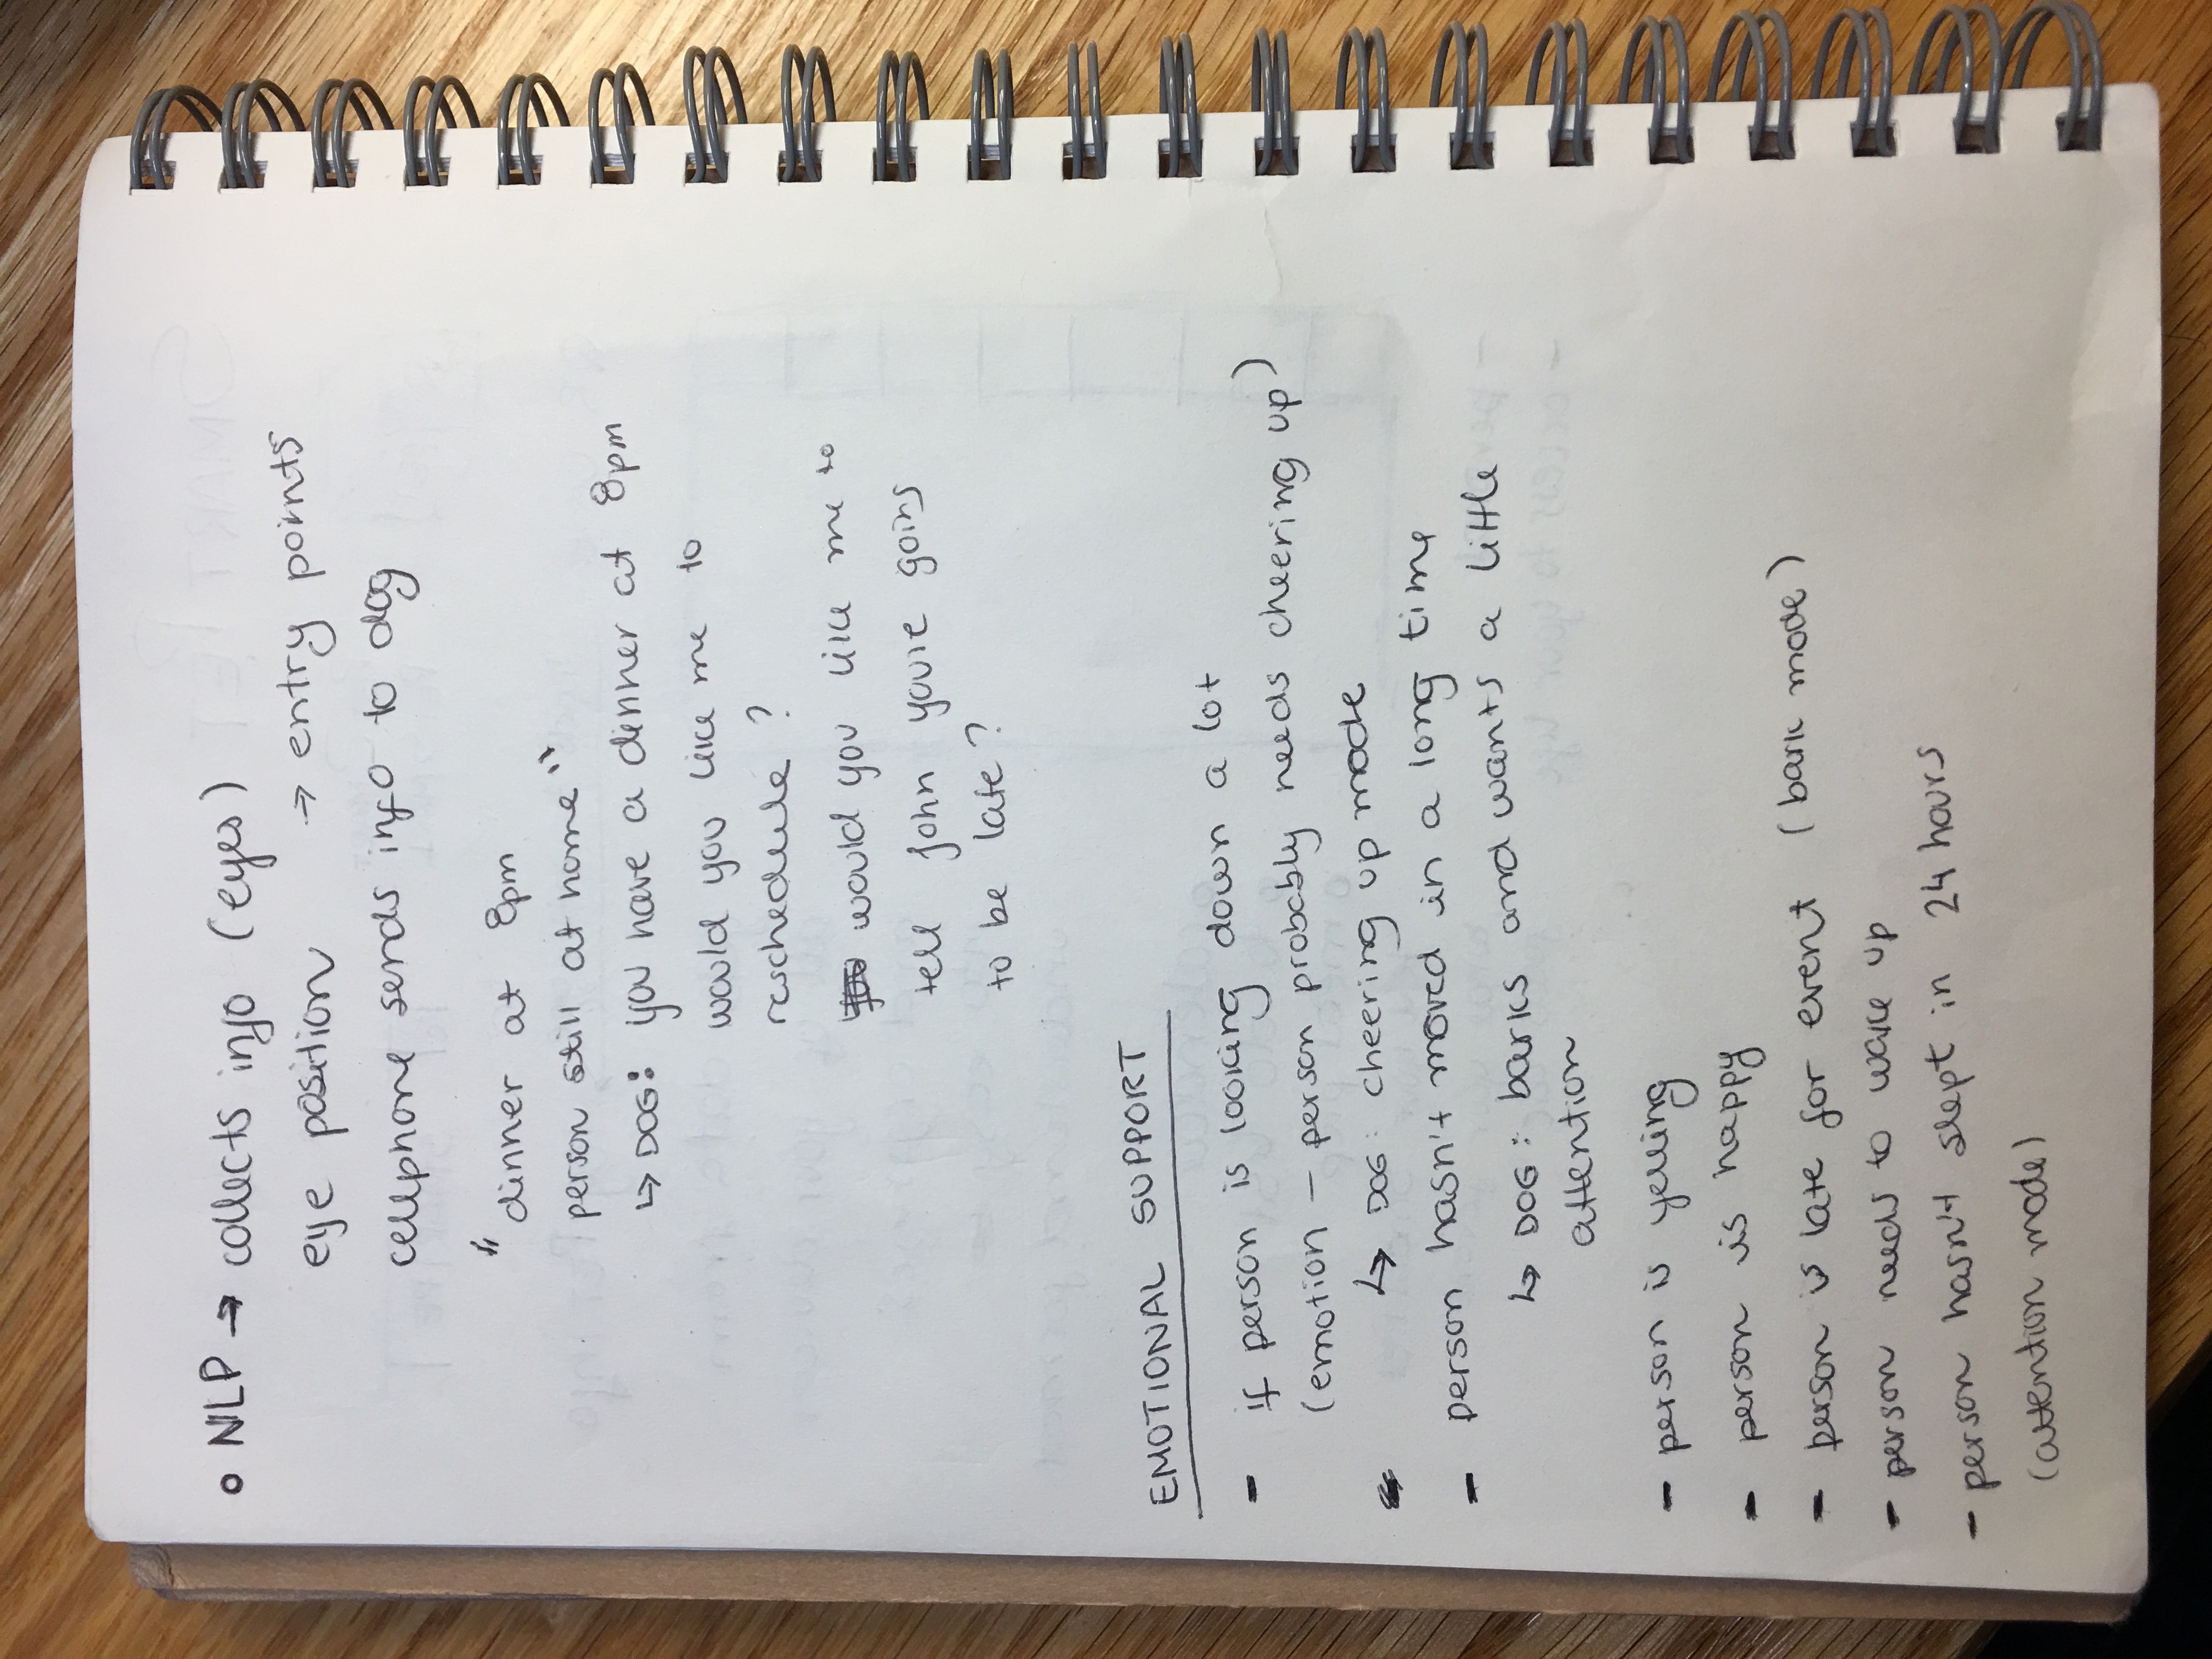 o NLP → collects info (eyes)
eye position → entry points
cellphone sends info to dog
"dinner at 8pm
person still at home"
↳ DOG: you have a dinner at 8pm
would you like me to
reschedule?
would you like me to
tell John you're going
to be late?
EMOTIONAL SUPPORT
- if person is looking down a lot
(emotion - person probably needs cheering up)
↳ DOG: cheering up mode
- person hasn't moved in a long time
↳ DOG: barks and wants a little
attention
- person is yelling
- person is happy
- person is late for event (bark mode)
- person needs to wake up
- person hasn't slept in 24 hours
(attention mode)